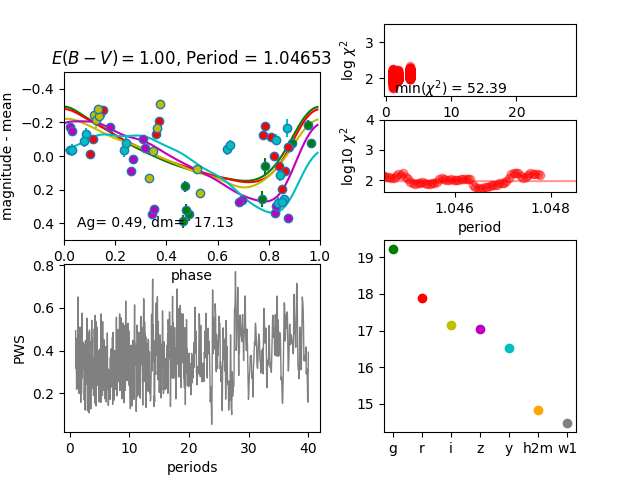 E(B − V) = 1.00, Period = 1.04653
magnitude - mean
−0.4
−0.2
0.0
0.2
0.4
Ag= 0.49, dm= 17.13
0.0 0.2 0.4 0.6 0.8 1.0
phase
PWS
0.8
0.6
0.4
0.2
0 10 20 30 40
periods
log χ²
3
2
min(χ²) = 52.39
0 10 20
log10 χ²
4
3
2
1.046 1.048
period
19
18
17
16
15
g r i z y h2m w1